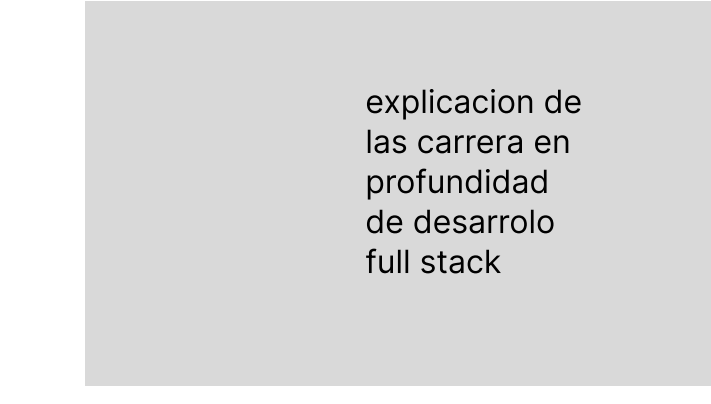 explicacion de
las carrera en
profundidad
de desarrolo
full stack